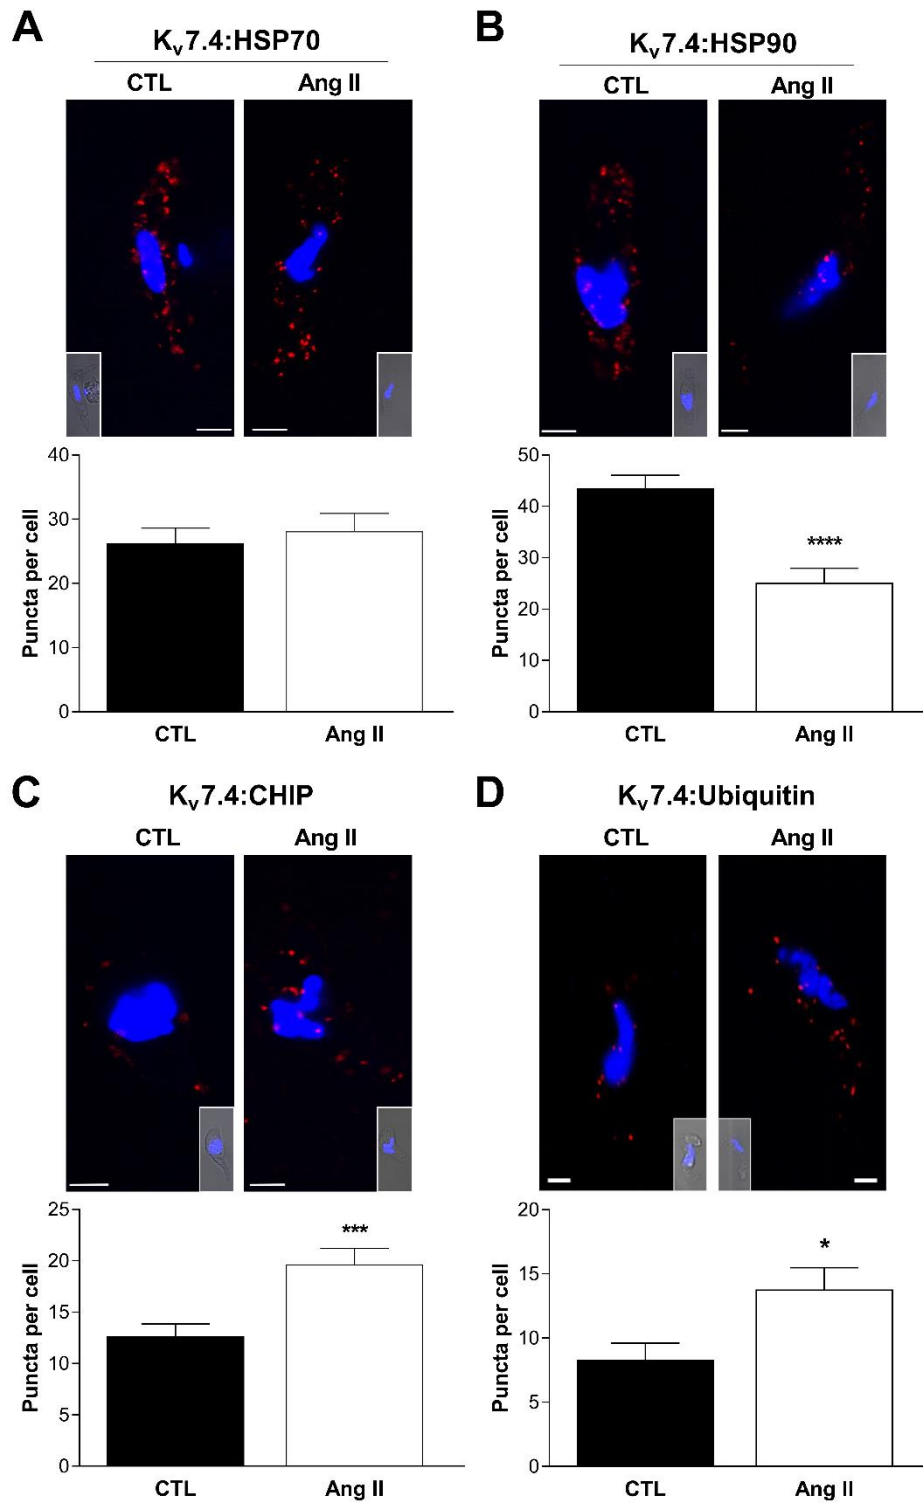 A
Kv7.4:HSP70
CTL Ang II
40
30
20
10
0
Puncta per cell
CTL Ang II
B
Kv7.4:HSP90
CTL Ang II
50
40
30
20
10
0
Puncta per cell
****
CTL Ang II
C
Kv7.4:CHIP
CTL Ang II
25
20
15
10
5
0
Puncta per cell
***
CTL Ang II
D
Kv7.4:Ubiquitin
CTL Ang II
20
15
10
5
0
Puncta per cell
*
CTL Ang II